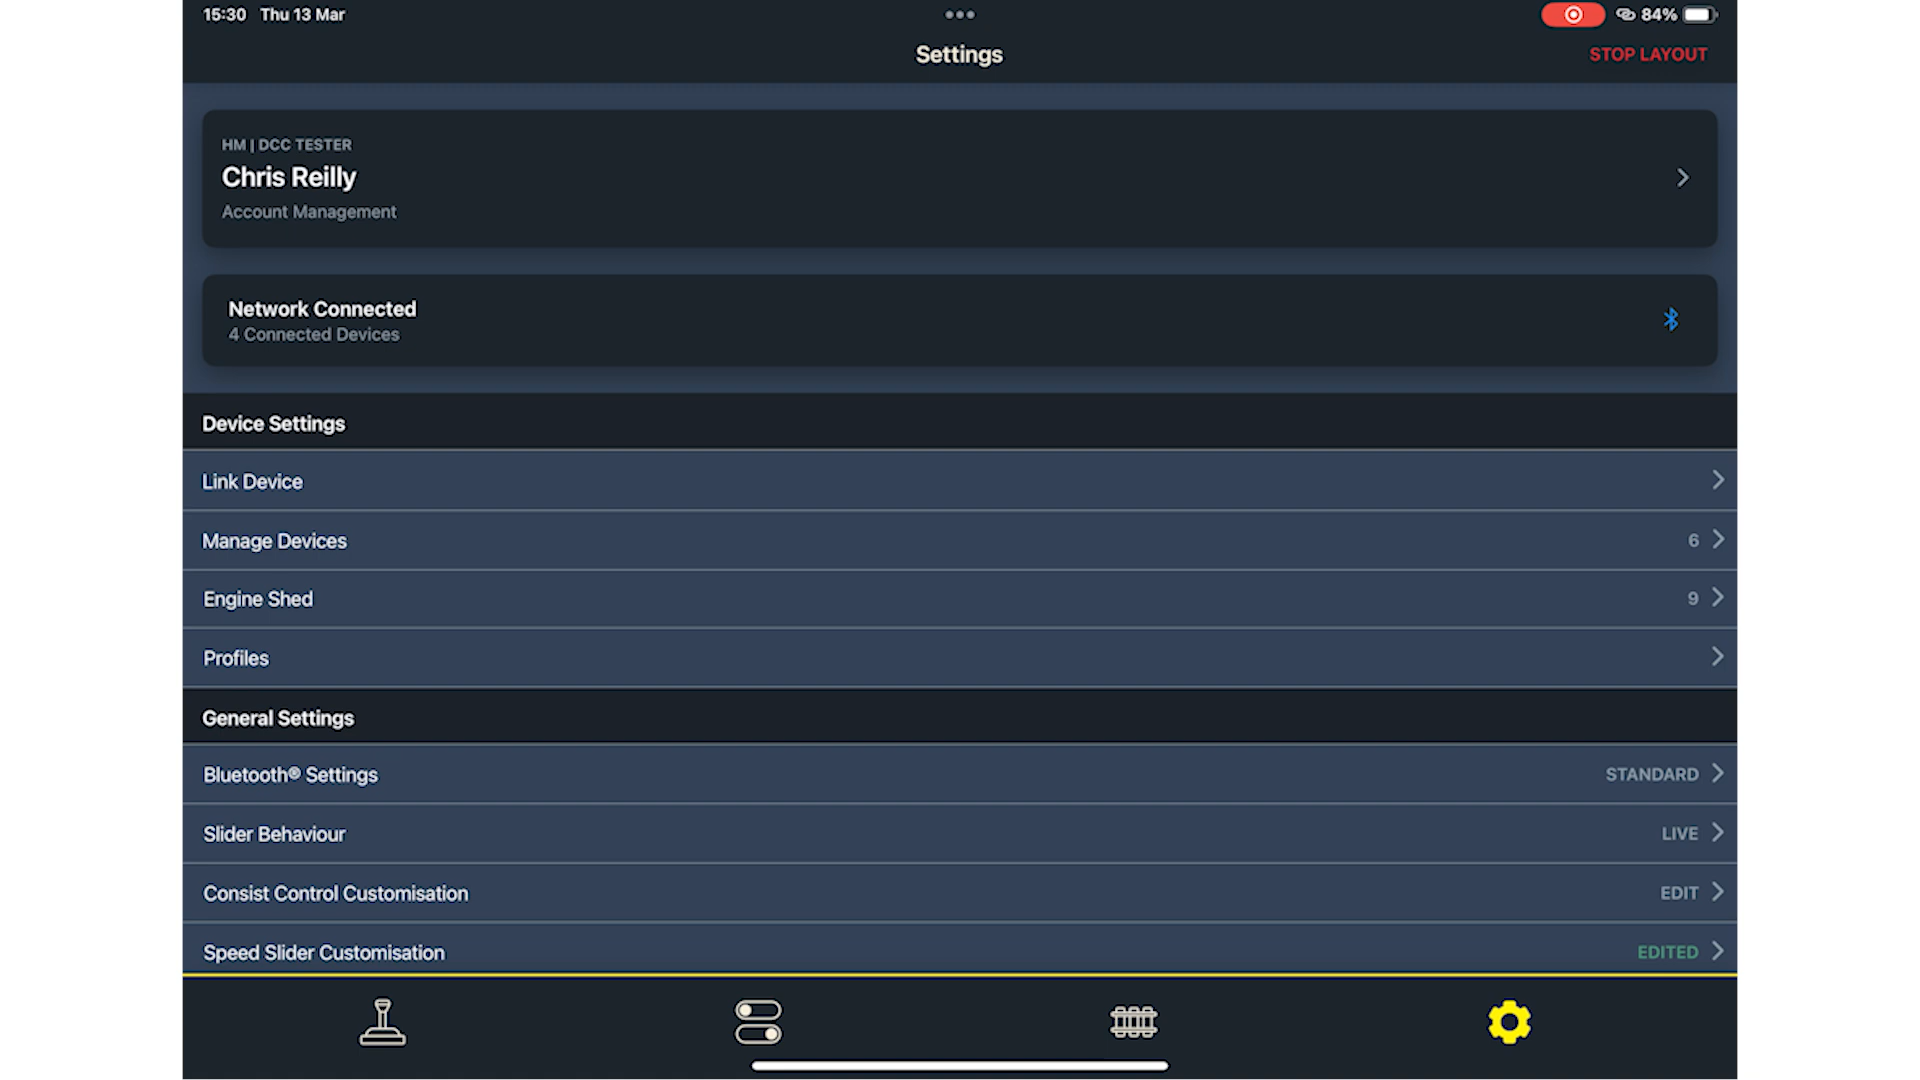 15:30 Thu 13 Mar
84%
Settings
STOP LAYOUT
HM | DCC TESTER
Chris Reilly
Account Management
Network Connected
4 Connected Devices
Device Settings
Link Device
Manage Devices 6
Engine Shed 9
Profiles
General Settings
Bluetooth® Settings STANDARD
Slider Behaviour LIVE
Consist Control Customisation EDIT
Speed Slider Customisation EDITED